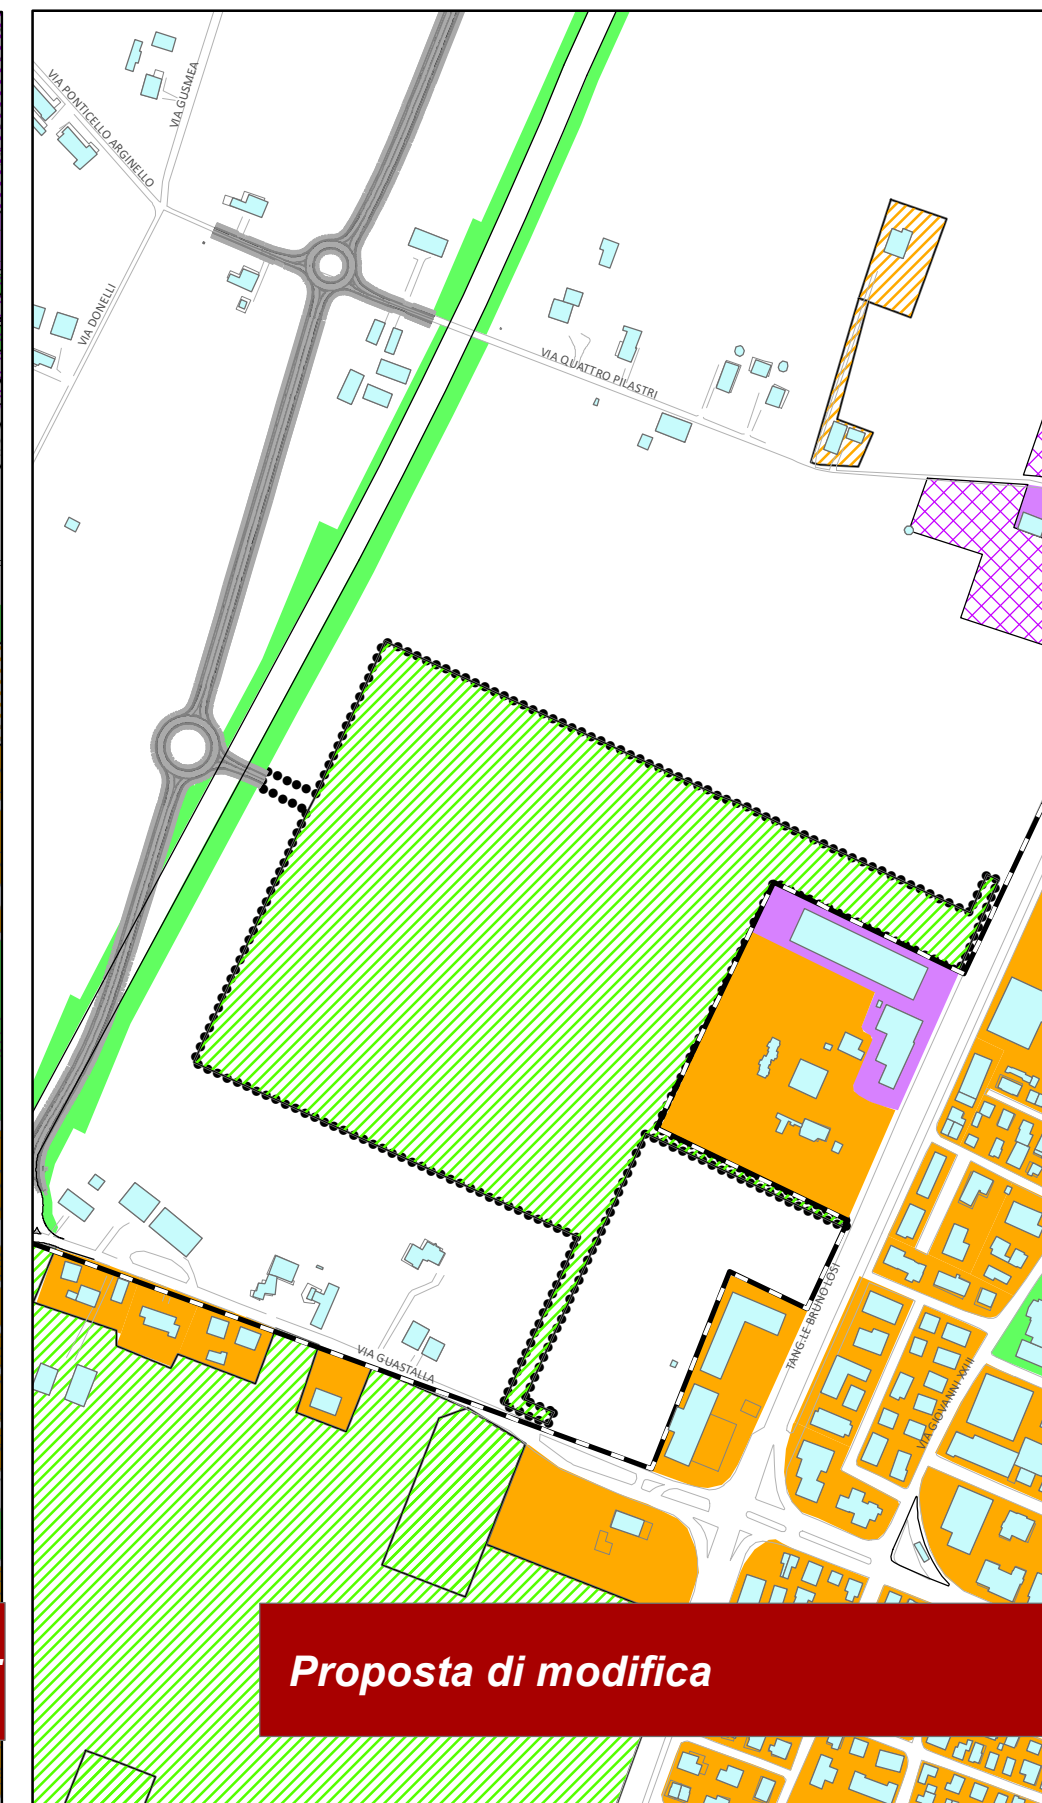 VIA GUSMEA
VIA PONTICELLO ARGINELLO
VIA DONELLI
VIA QUATTRO PILASTRI
TANG.LE BRUNO LOSI
VIA GUASTALLA
VIA GIOVANNI XXIII
Proposta di modifica